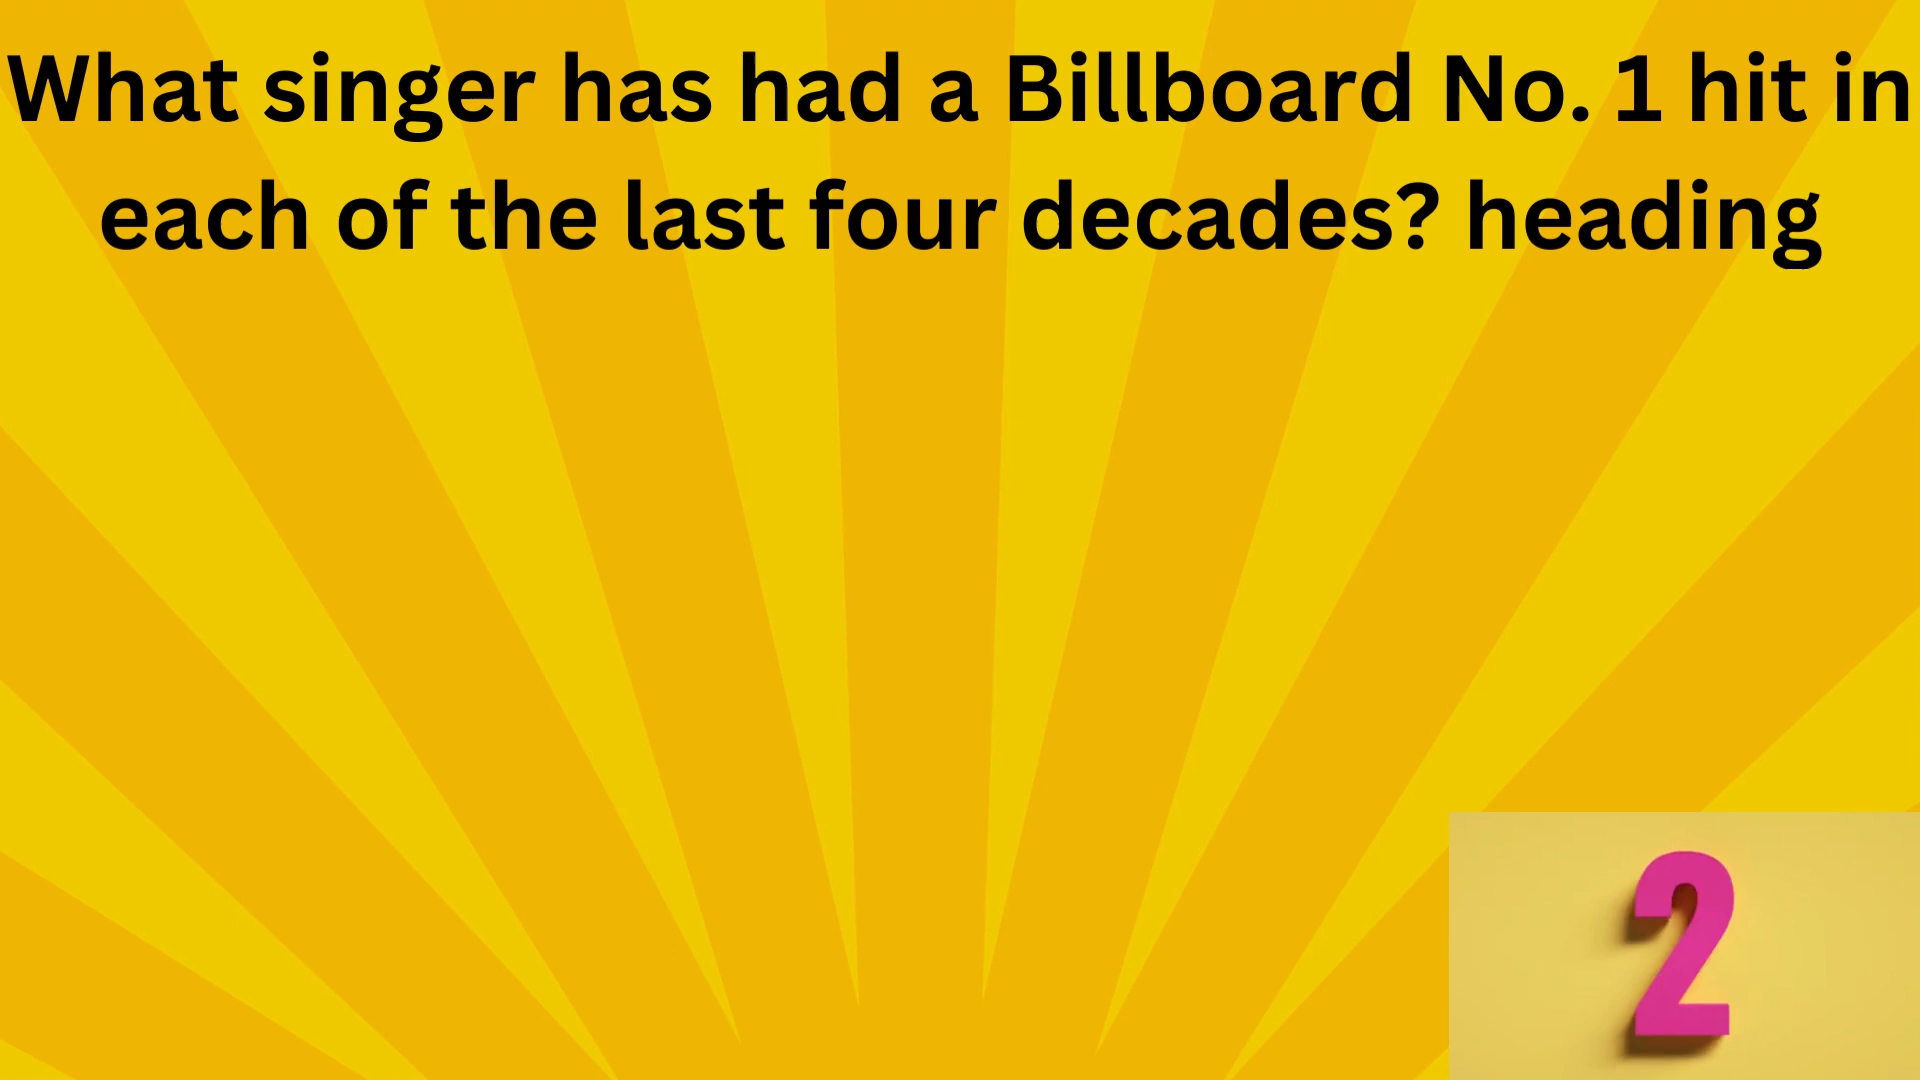 What singer has had a Billboard No. 1 hit in
each of the last four decades? heading
2